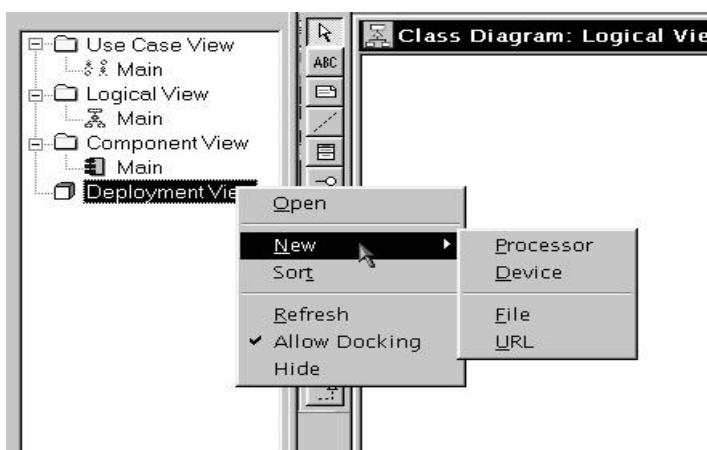 Use Case View
Main
Logical View
Main
Component View
Main
Deployment Vie
ABC
Class Diagram: Logical Vie
Open
New
Sort
Refresh
Allow Docking
Hide
Processor
Device
File
URL